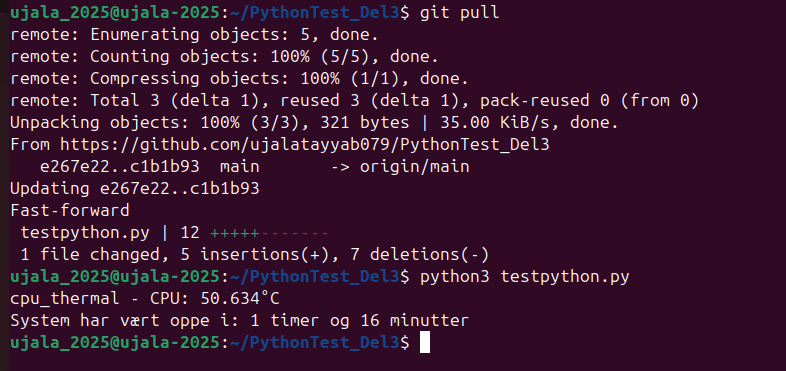 ujala_2025@ujala-2025:~/PythonTest_Del3$ git pull
remote: Enumerating objects: 5, done.
remote: Counting objects: 100% (5/5), done.
remote: Compressing objects: 100% (1/1), done.
remote: Total 3 (delta 1), reused 3 (delta 1), pack-reused 0 (from 0)
Unpacking objects: 100% (3/3), 321 bytes | 35.00 KiB/s, done.
From https://github.com/ujalatayyab079/PythonTest_Del3
   e267e22..c1b1b93  main       -> origin/main
Updating e267e22..c1b1b93
Fast-forward
 testpython.py | 12 +++++-------
 1 file changed, 5 insertions(+), 7 deletions(-)
ujala_2025@ujala-2025:~/PythonTest_Del3$ python3 testpython.py
cpu_thermal - CPU: 50.634°C
System har vært oppe i: 1 timer og 16 minutter
ujala_2025@ujala-2025:~/PythonTest_Del3$